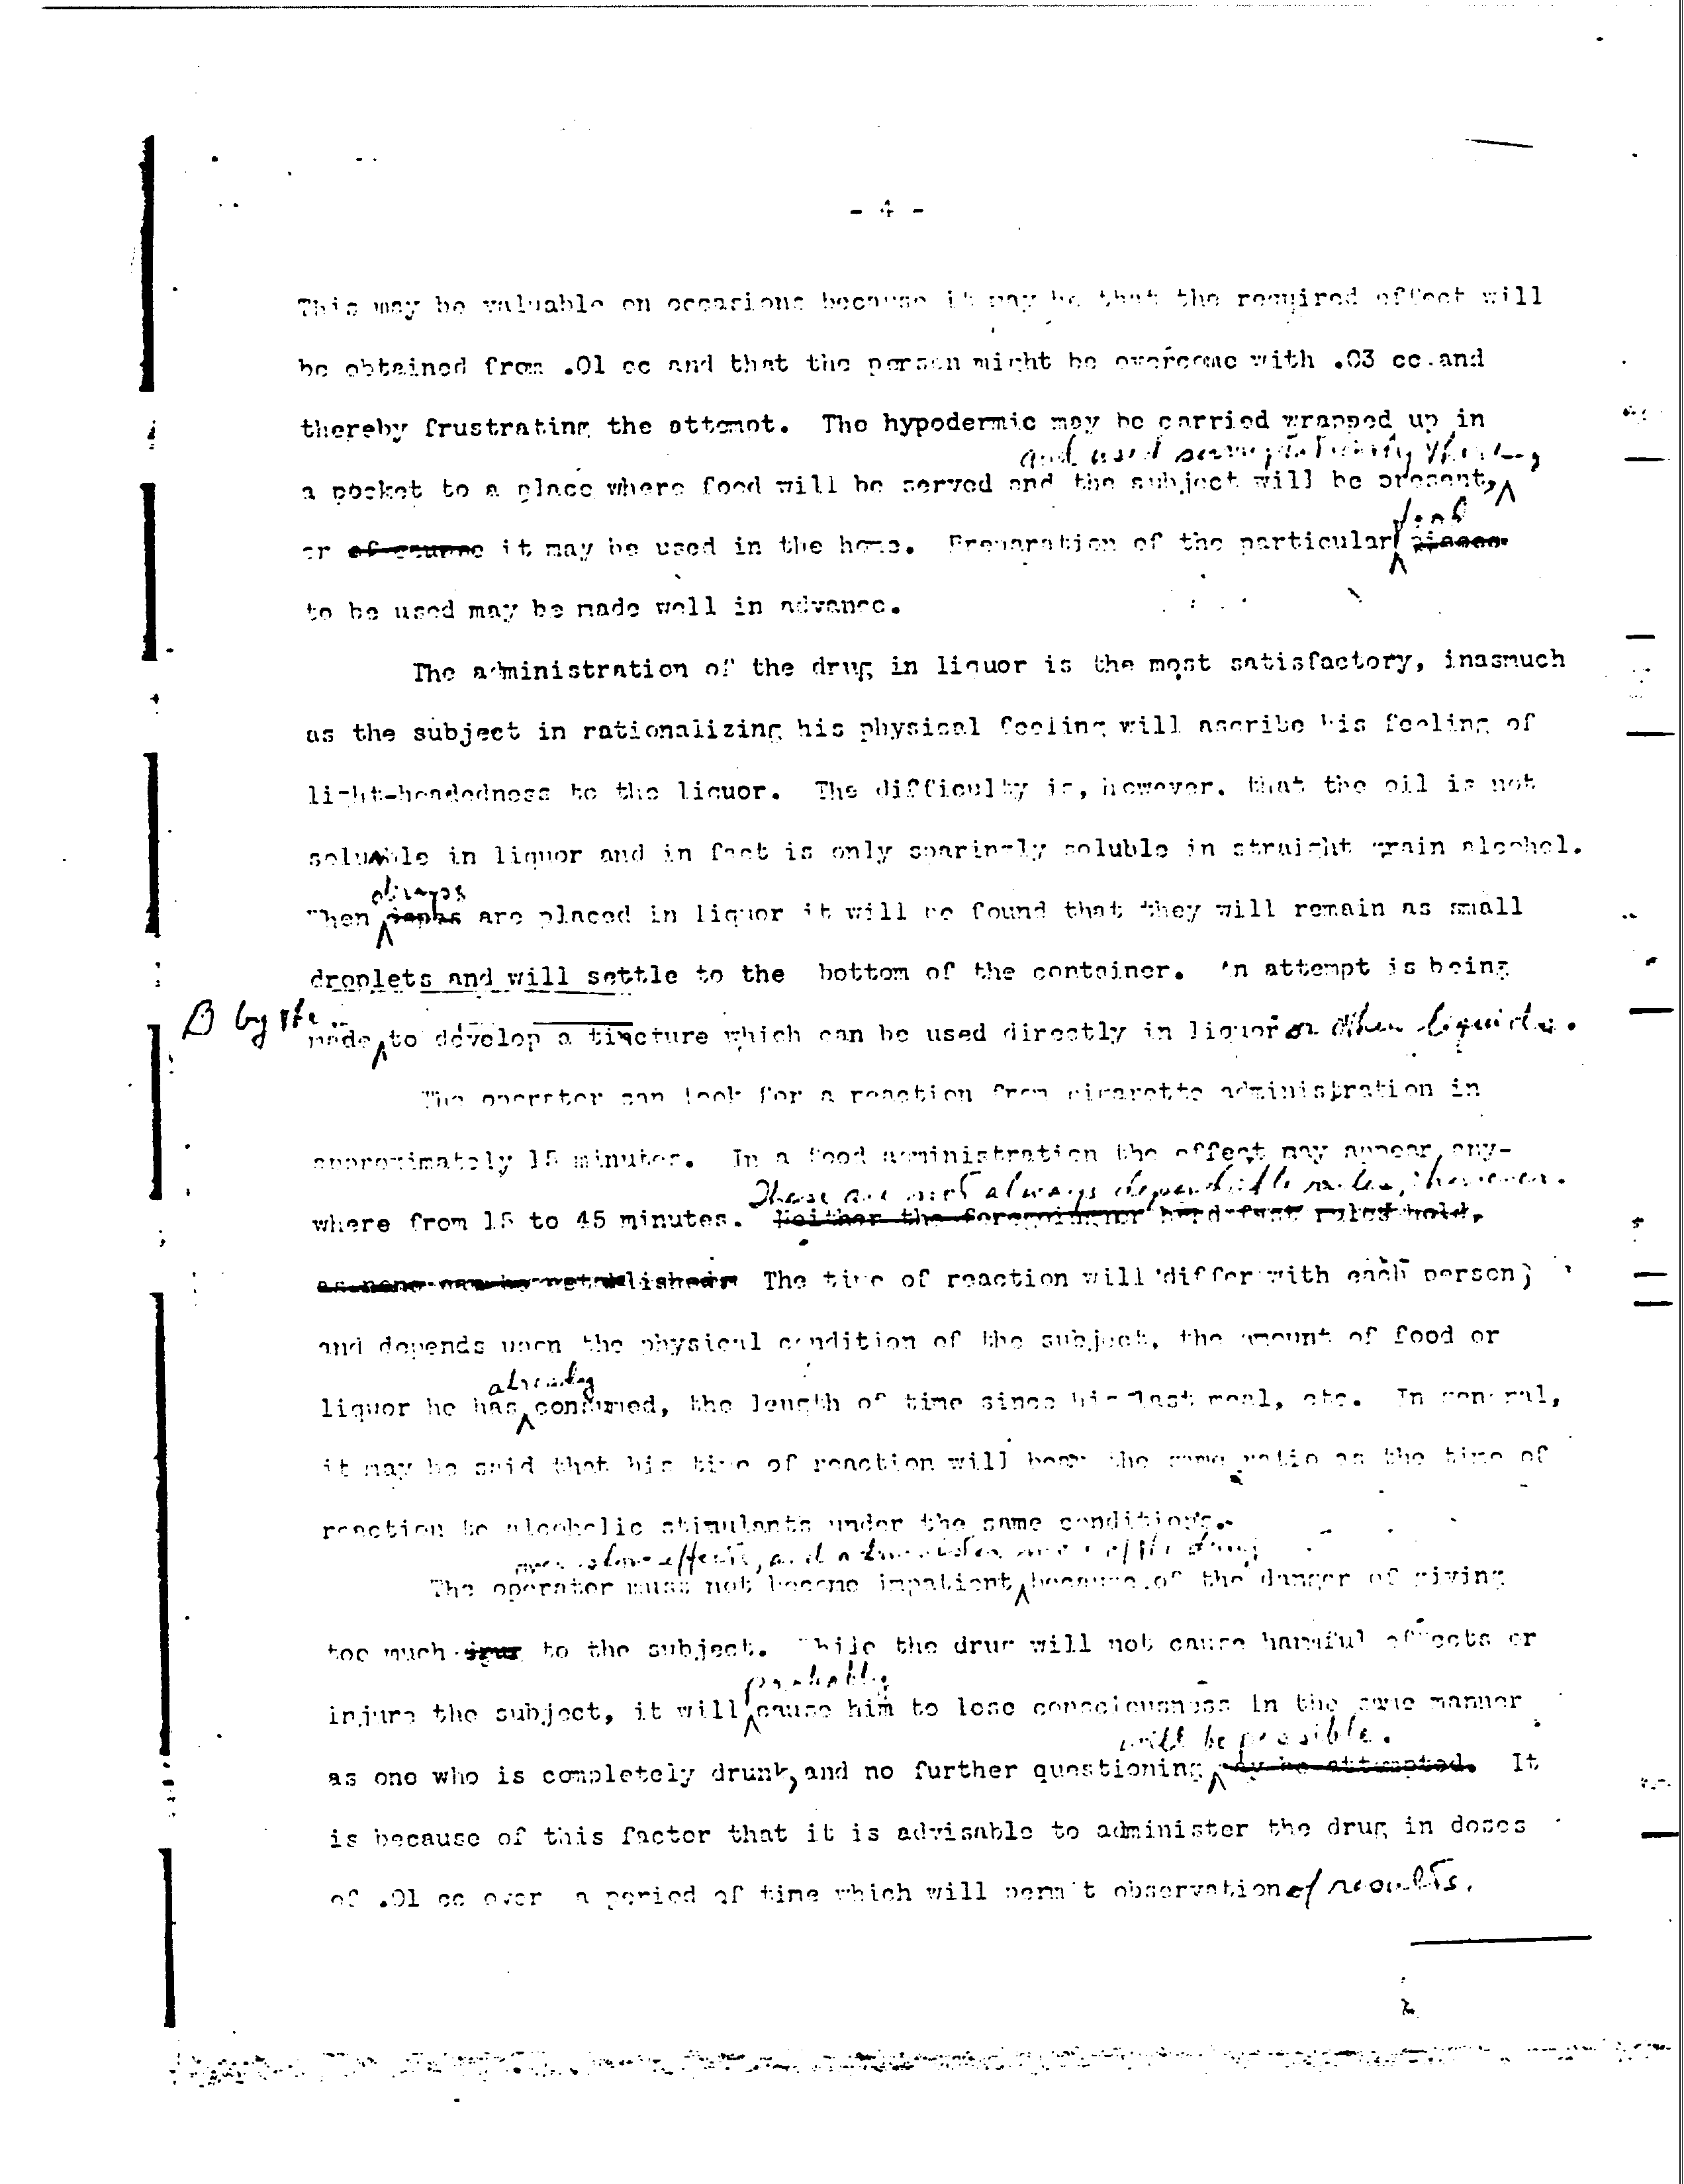 - 4 -
This may be valuable on occasions because it may be that the required effect will
be obtained from .01 cc and that the person might be overcome with .03 cc and
thereby frustrating the attempt. The hypodermic may be carried wrapped up in
and used
a pocket to a place where food will be served and the subject will be present,
food
or of course it may be used in the home. Preparation of the particular pieces
to be used may be made well in advance.
The administration of the drug in liquor is the most satisfactory, inasmuch
as the subject in rationalizing his physical feeling will ascribe his feeling of
light-headedness to the liquor. The difficulty is, however, that the oil is not
soluble in liquor and in fact is only sparingly soluble in straight grain alcohol.
When are placed in liquor it will be found that they will remain as small
droplets and will settle to the bottom of the container. An attempt is being
B by the
made to develop a tincture which can be used directly in liquor or other liquids.
The operator can look for a reaction from cigarette administration in
approximately 15 minutes. In a food administration the effect may appear any-
These are not always dependable rules, however.
where from 15 to 45 minutes. Neither the foregoing nor hard fast rules hold,
as none can be established. The time of reaction will differ with each person;
and depends upon the physical condition of the subject, the amount of food or
already
liquor he has consumed, the length of time since his last meal, etc. In general,
it may be said that his time of reaction will bear the same ratio as the time of
reaction to alcoholic stimulants under the same conditions.
over slow effects, and administer more of the drug
The operator must not become impatient because of the danger of giving
too much to the subject. While the drug will not cause harmful effects or
probably
injure the subject, it will cause him to lose consciousness in the same manner
will be possible.
as one who is completely drunk, and no further questioning may be attempted. It
is because of this factor that it is advisable to administer the drug in doses
of .01 cc over a period of time which will permit observation of results.